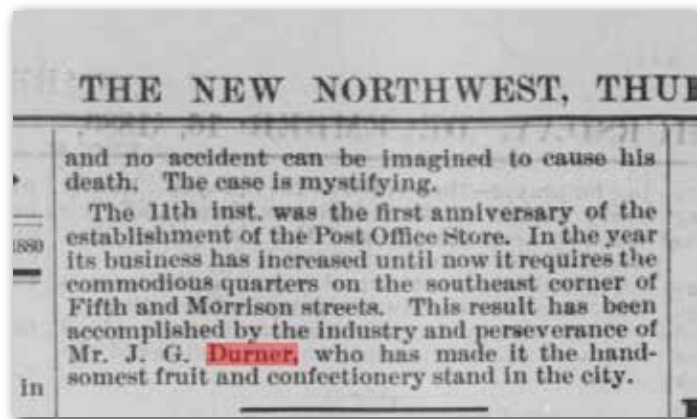 THE NEW NORTHWEST, THU
and no accident can be imagined to cause his
death. The case is mystifying.
The 11th inst. was the first anniversary of the
1880
establishment of the Post Office Store. In the year
its business has increased until now it requires the
commodious quarters on the southeast corner of
Fifth and Morrison streets. This result has been
accomplished by the industry and perseverance of
Mr. J. G. Durner, who has made it the hand-
in
somest fruit and confectionery stand in the city.